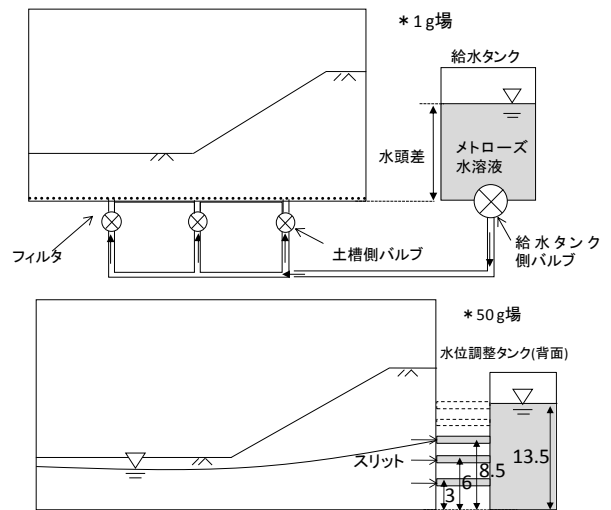 *1g場
給水タンク
水頭差
メトローズ
水溶液
フィルタ
土槽側バルブ
給水タンク
側バルブ
*50g場
水位調整タンク(背面)
スリット
3
6
8.5
13.5